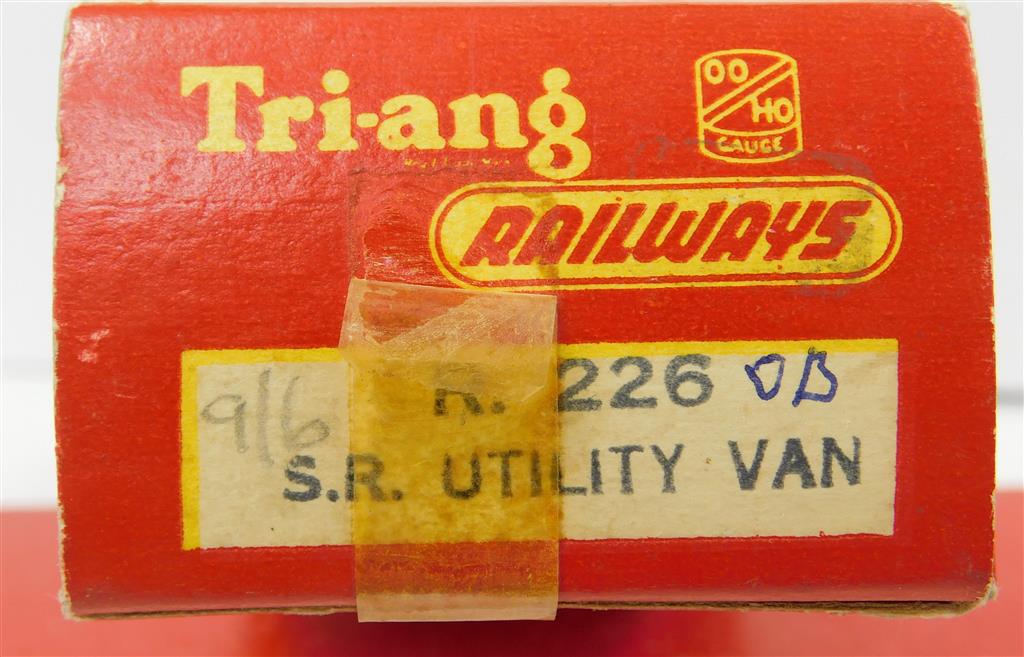 Tri-ang
OO
HO
GAUGE
RAILWAYS
9/6 R. 226 OB
S.R. UTILITY VAN